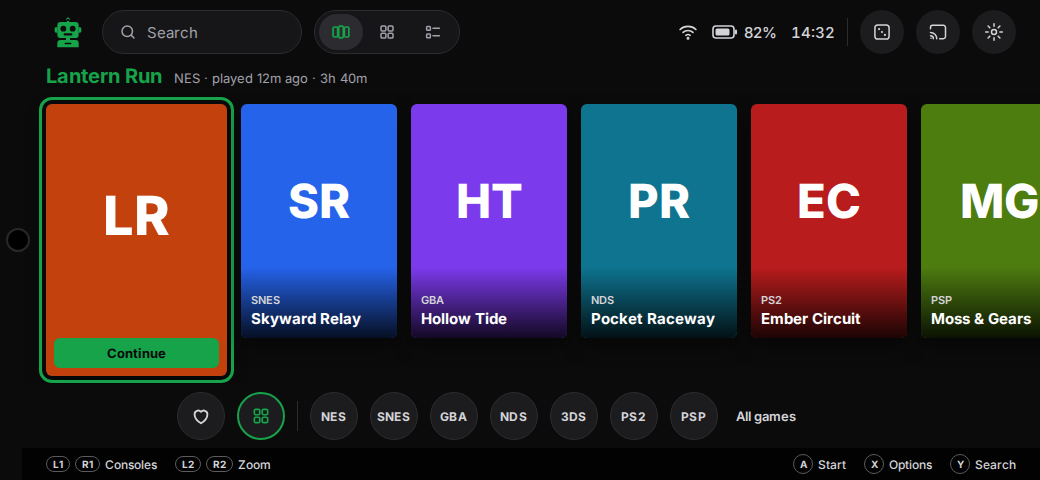 Search
82% 14:32
Lantern Run NES · played 12m ago · 3h 40m
LR
Continue
SR
SNES
Skyward Relay
HT
GBA
Hollow Tide
PR
NDS
Pocket Raceway
EC
PS2
Ember Circuit
MG
PSP
Moss & Gears
NES SNES GBA NDS 3DS PS2 PSP All games
L1 R1 Consoles L2 R2 Zoom A Start X Options Y Search